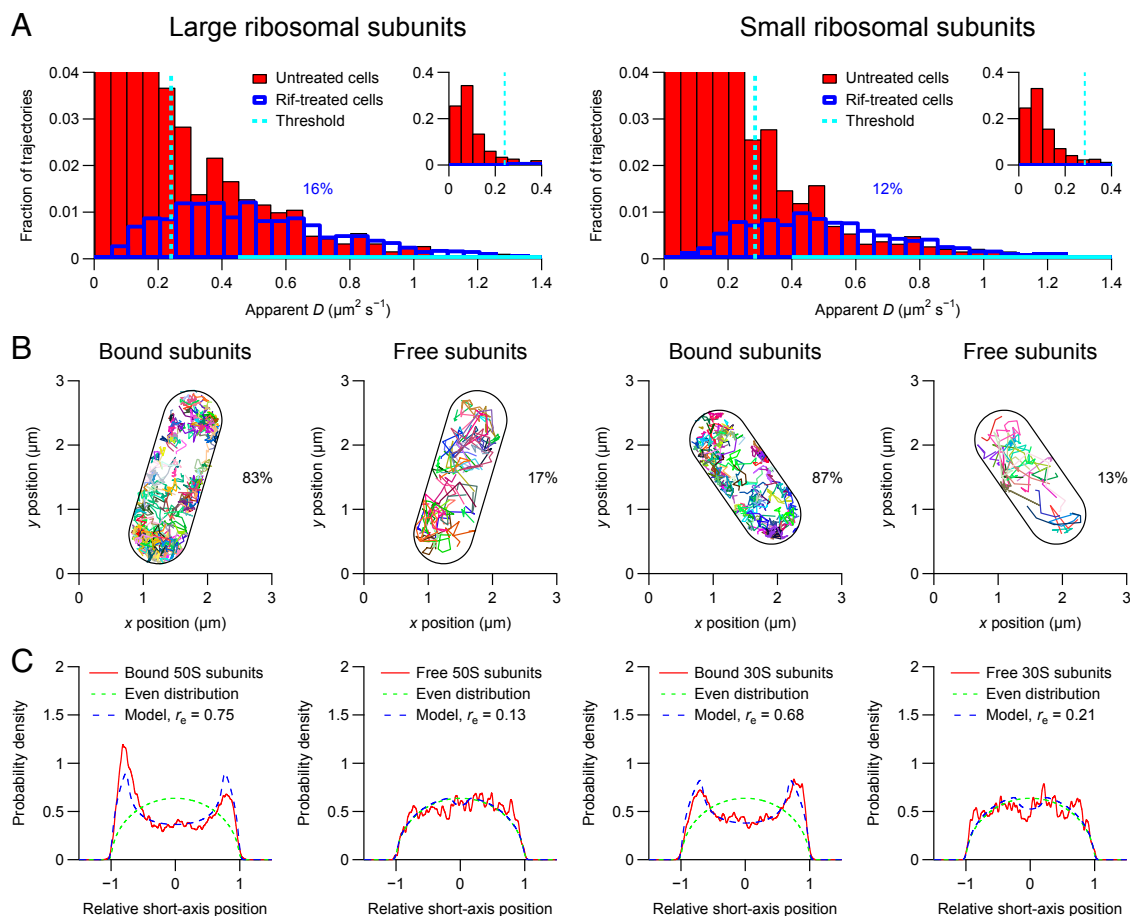 A
Large ribosomal subunits
Small ribosomal subunits
0.04
0.03
0.02
0.01
0
Fraction of trajectories
Untreated cells
Rif-treated cells
Threshold
16%
0.4
0.2
0
0 0.2 0.4
0 0.2 0.4 0.6 0.8 1 1.2 1.4
Apparent D (µm² s⁻¹)
0.04
0.03
0.02
0.01
0
Fraction of trajectories
Untreated cells
Rif-treated cells
Threshold
12%
0.4
0.2
0
0 0.2 0.4
0 0.2 0.4 0.6 0.8 1 1.2 1.4
Apparent D (µm² s⁻¹)
B
Bound subunits
3
2
1
0
y position (µm)
83%
0 1 2 3
x position (µm)
Free subunits
3
2
1
0
y position (µm)
17%
0 1 2 3
x position (µm)
Bound subunits
3
2
1
0
y position (µm)
87%
0 1 2 3
x position (µm)
Free subunits
3
2
1
0
y position (µm)
13%
0 1 2 3
x position (µm)
C
2
1.5
1
0.5
0
Probability density
Bound 50S subunits
Even distribution
Model, rₑ = 0.75
−1 0 1
Relative short-axis position
2
1.5
1
0.5
0
Probability density
Free 50S subunits
Even distribution
Model, rₑ = 0.13
−1 0 1
Relative short-axis position
2
1.5
1
0.5
0
Probability density
Bound 30S subunits
Even distribution
Model, rₑ = 0.68
−1 0 1
Relative short-axis position
2
1.5
1
0.5
0
Probability density
Free 30S subunits
Even distribution
Model, rₑ = 0.21
−1 0 1
Relative short-axis position